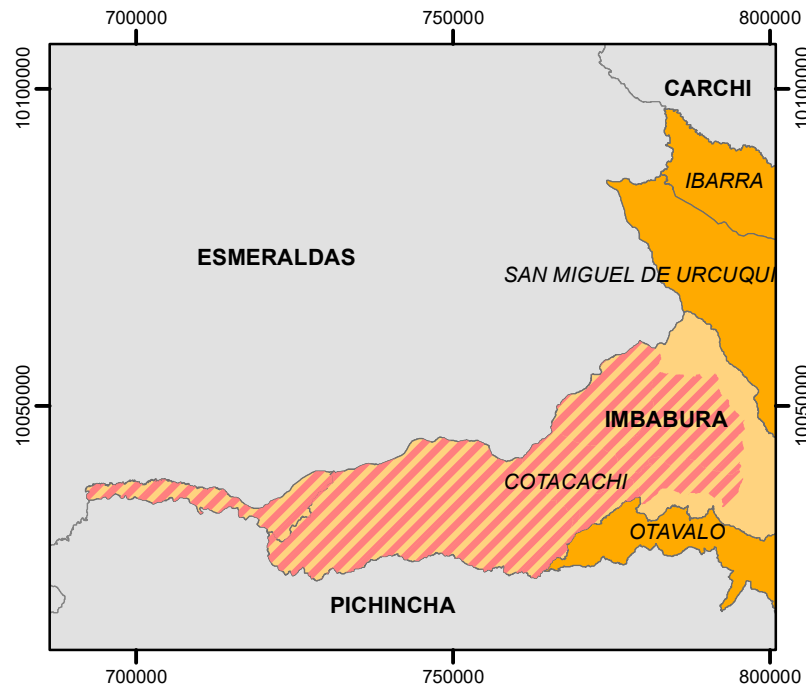 700000 750000 800000
10100000 10100000
CARCHI
IBARRA
ESMERALDAS
SAN MIGUEL DE URCUQUI
10050000 10050000
IMBABURA
COTACACHI
OTAVALO
PICHINCHA
700000 750000 800000